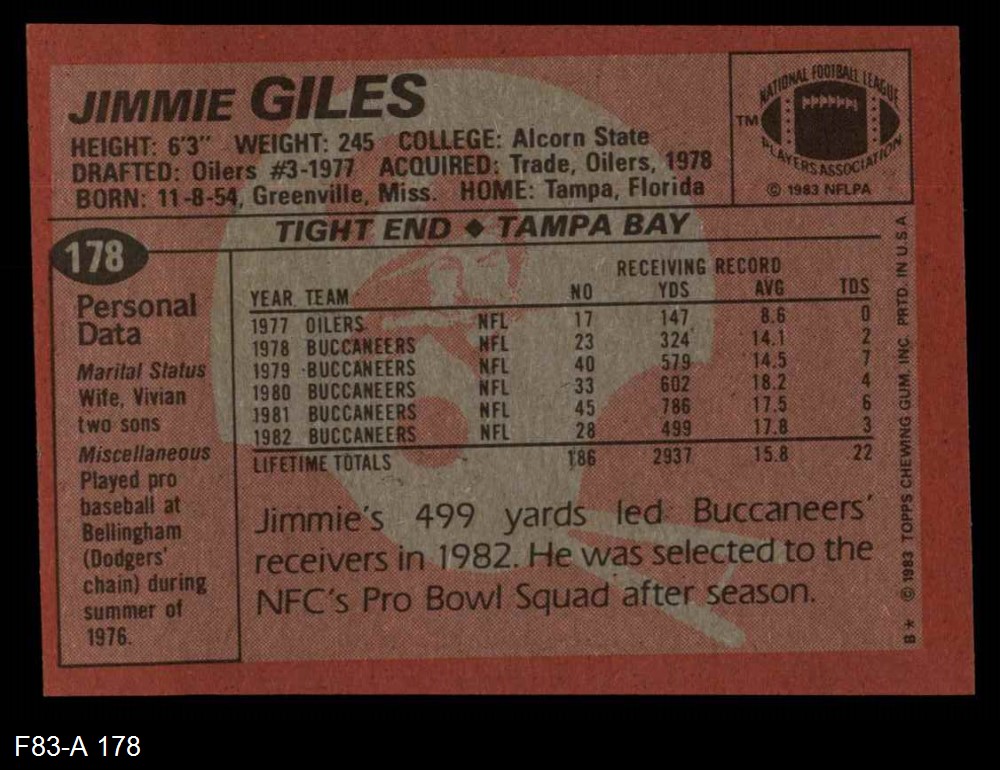 JIMMIE GILES
HEIGHT: 6'3" WEIGHT: 245 COLLEGE: Alcorn State
DRAFTED: Oilers #3-1977 ACQUIRED: Trade, Oilers, 1978
BORN: 11-8-54, Greenville, Miss. HOME: Tampa, Florida
NATIONAL FOOTBALL LEAGUE
TM
PLAYERS ASSOCIATION
© 1983 NFLPA
TIGHT END ◆ TAMPA BAY
178
Personal
Data
Marital Status
Wife, Vivian
two sons
Miscellaneous
Played pro
baseball at
Bellingham
(Dodgers'
chain) during
summer of
1976.
RECEIVING RECORD
YEAR TEAM NO YDS AVG TDS
1977 OILERS NFL 17 147 8.6 0
1978 BUCCANEERS NFL 23 324 14.1 2
1979 BUCCANEERS NFL 40 579 14.5 7
1980 BUCCANEERS NFL 33 602 18.2 4
1981 BUCCANEERS NFL 45 786 17.5 6
1982 BUCCANEERS NFL 28 499 17.8 3
LIFETIME TOTALS 186 2937 15.8 22
Jimmie's 499 yards led Buccaneers'
receivers in 1982. He was selected to the
NFC's Pro Bowl Squad after season.
B* © 1983 TOPPS CHEWING GUM, INC. PRTD. IN U.S.A.
F83-A 178